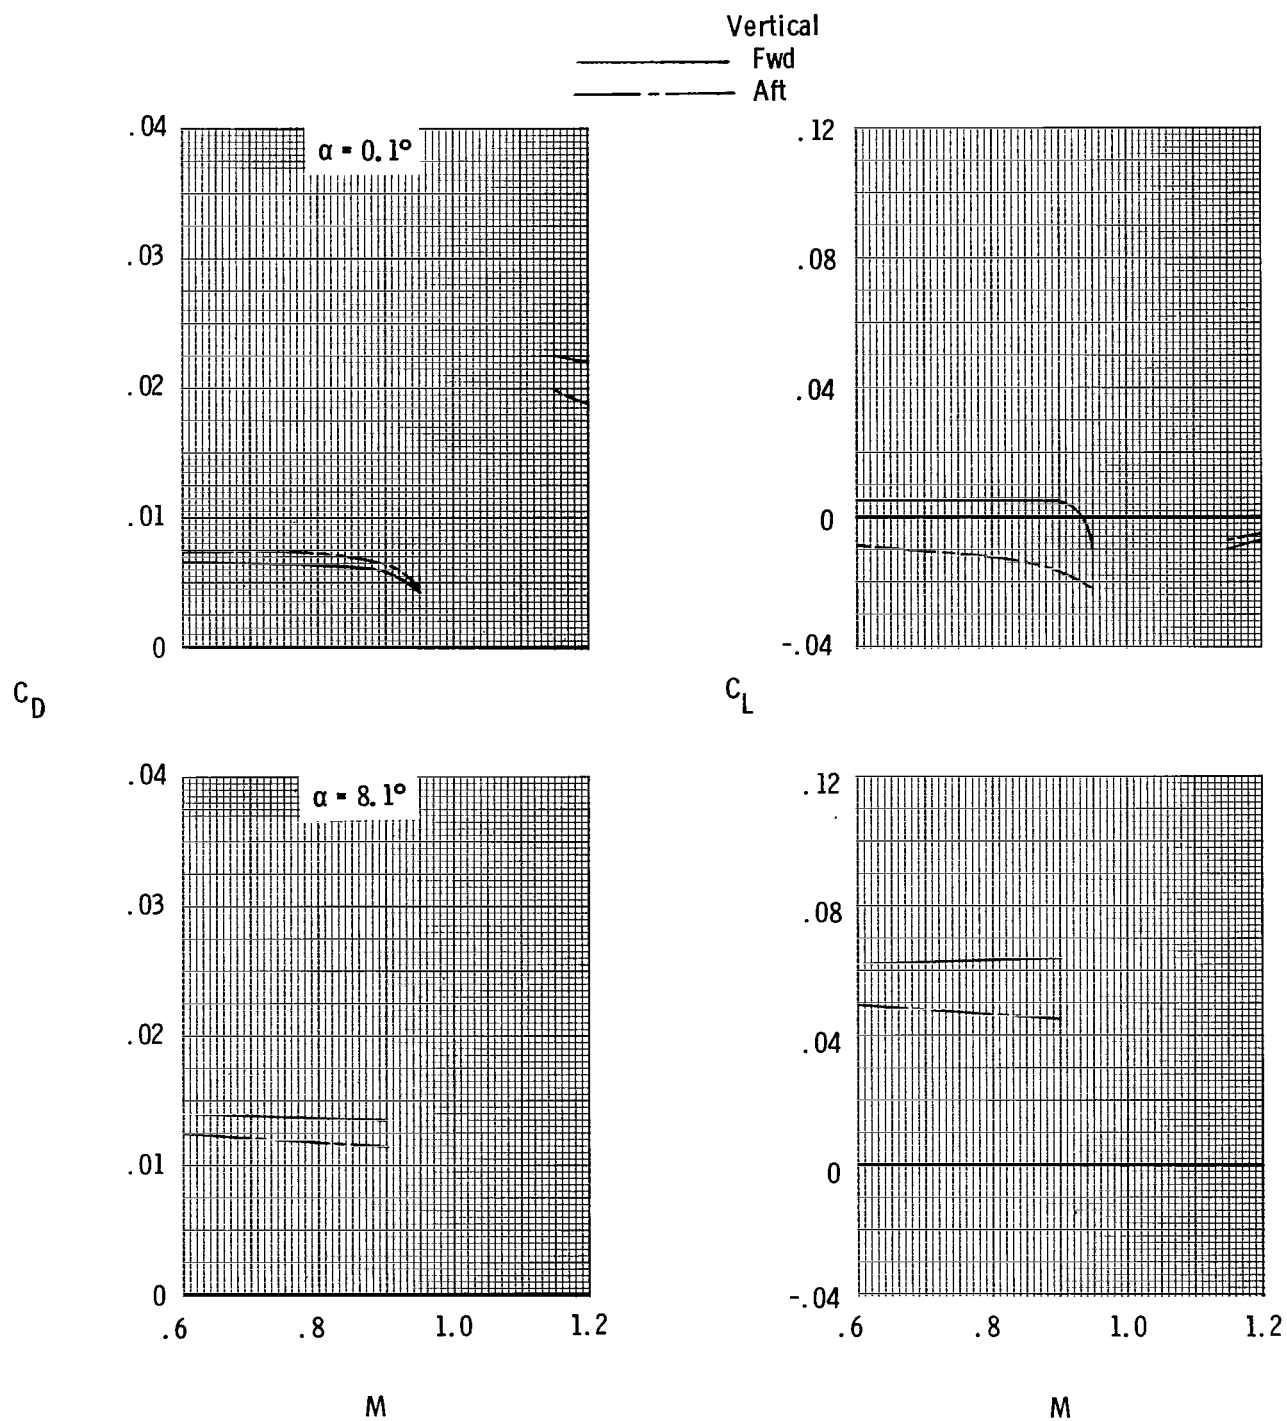 Vertical
Fwd
Aft
α = 0.1°
.04
.03
.02
.01
0
.12
.08
.04
0
-.04
C_D
C_L
α = 8.1°
.04
.03
.02
.01
0
.6 .8 1.0 1.2
M
.12
.08
.04
0
-.04
.6 .8 1.0 1.2
M